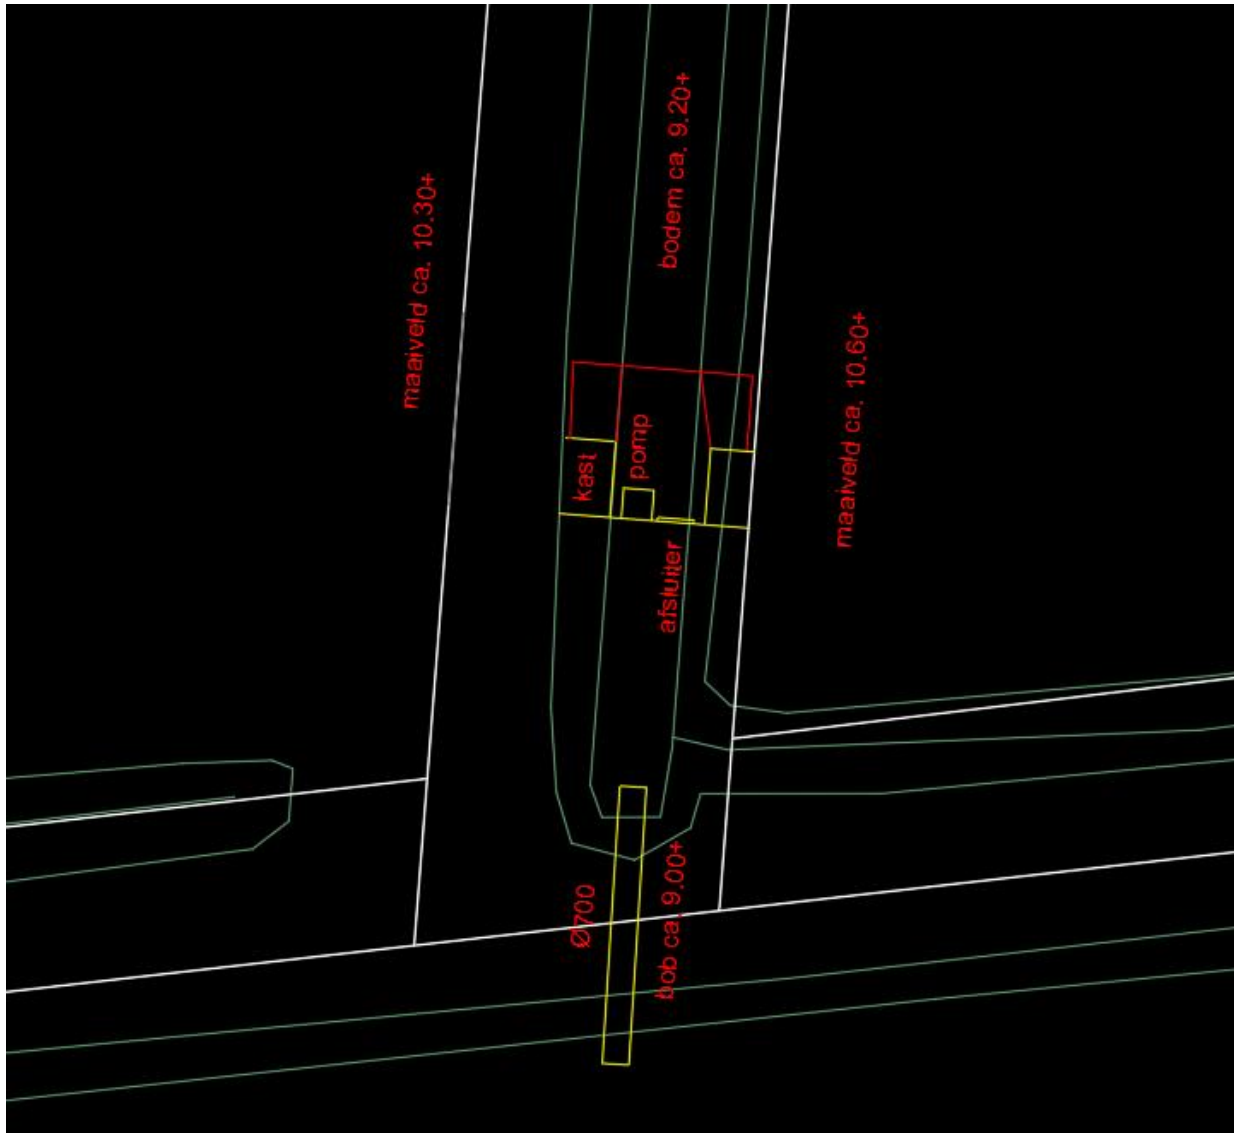 bodem ca. 9.20+
maaiveld ca. 10.30+
maaiveld ca. 10.60+
kast
pomp
afsluiter
Ø700
bob ca. 9.00+